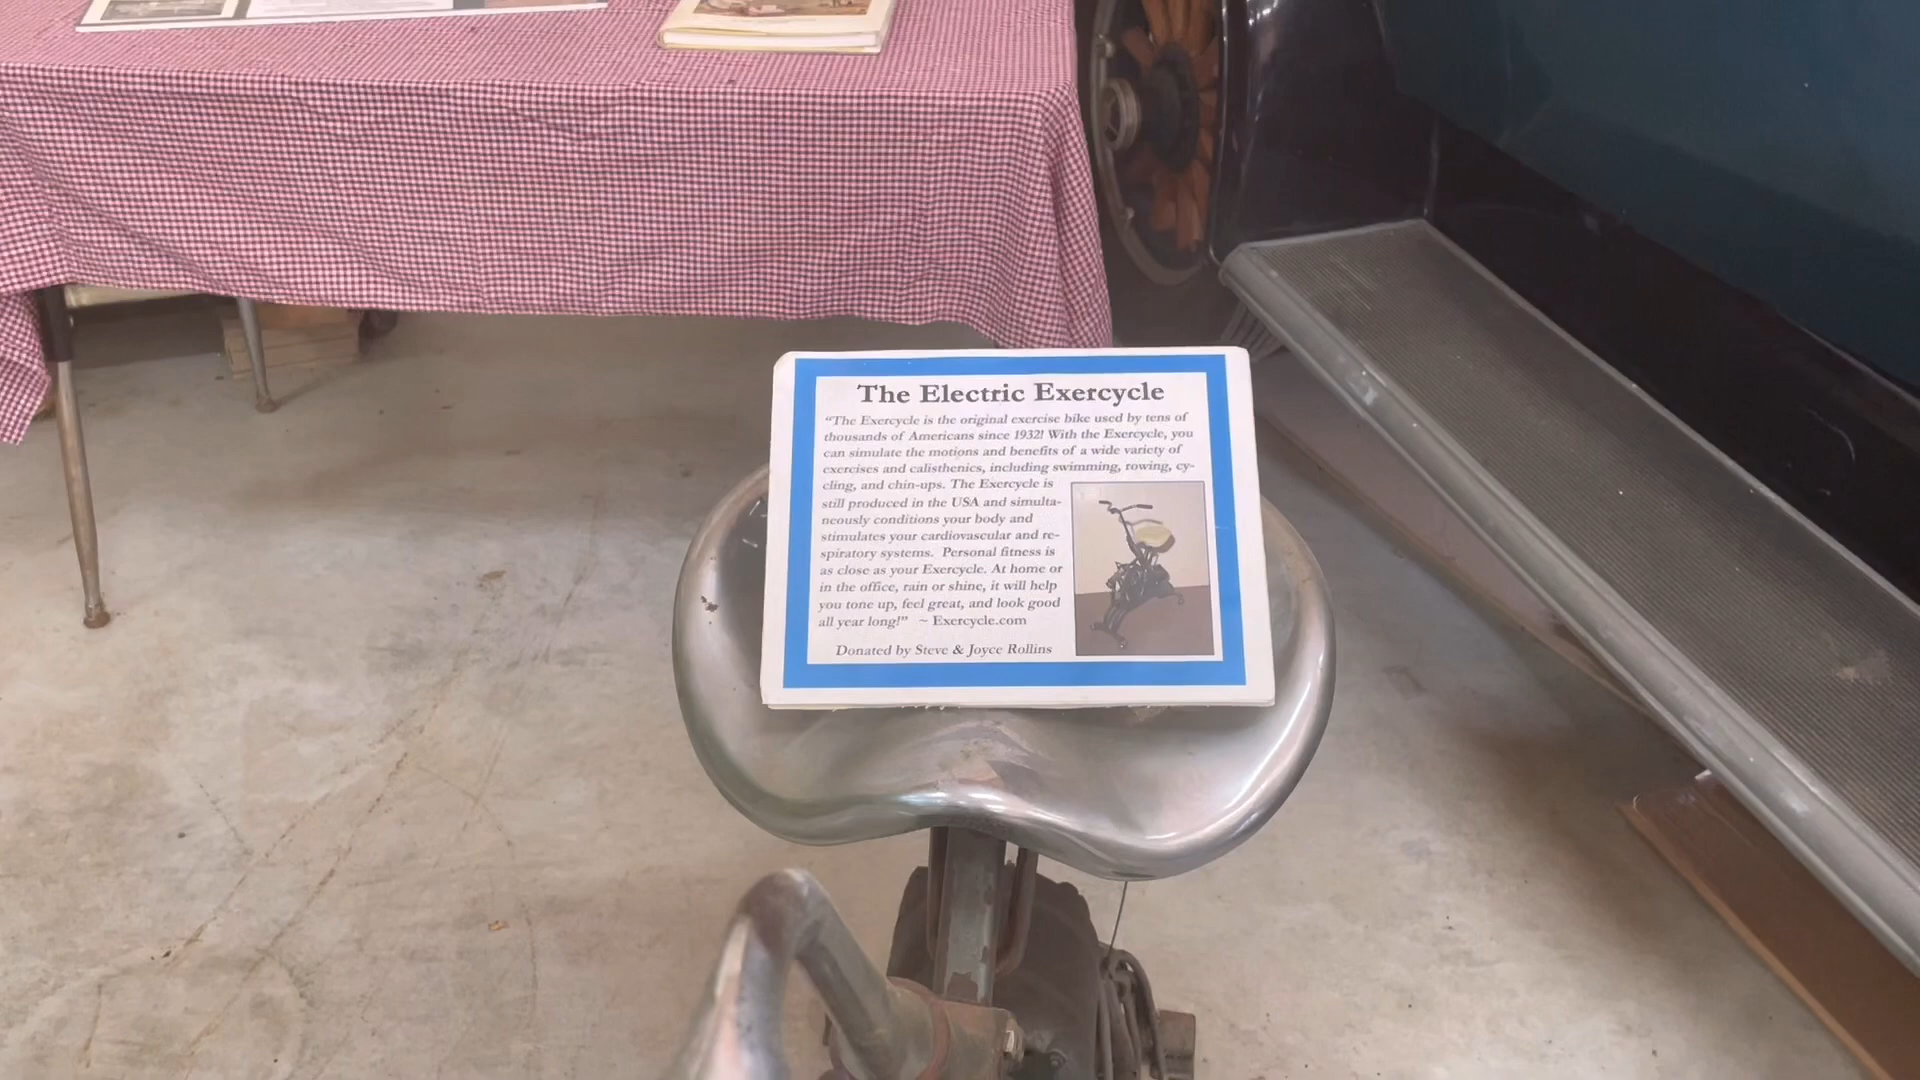 The Electric Exercycle
“The Exercycle is the original exercise bike used by tens of
thousands of Americans since 1932! With the Exercycle, you
can simulate the motions and benefits of a wide variety of
exercises and calisthenics, including swimming, rowing, cy-
cling, and chin-ups. The Exercycle is
still produced in the USA and simulta-
neously conditions your body and
stimulates your cardiovascular and re-
spiratory systems. Personal fitness is
as close as your Exercycle. At home or
in the office, rain or shine, it will help
you tone up, feel great, and look good
all year long!” ~ Exercycle.com
Donated by Steve & Joyce Rollins